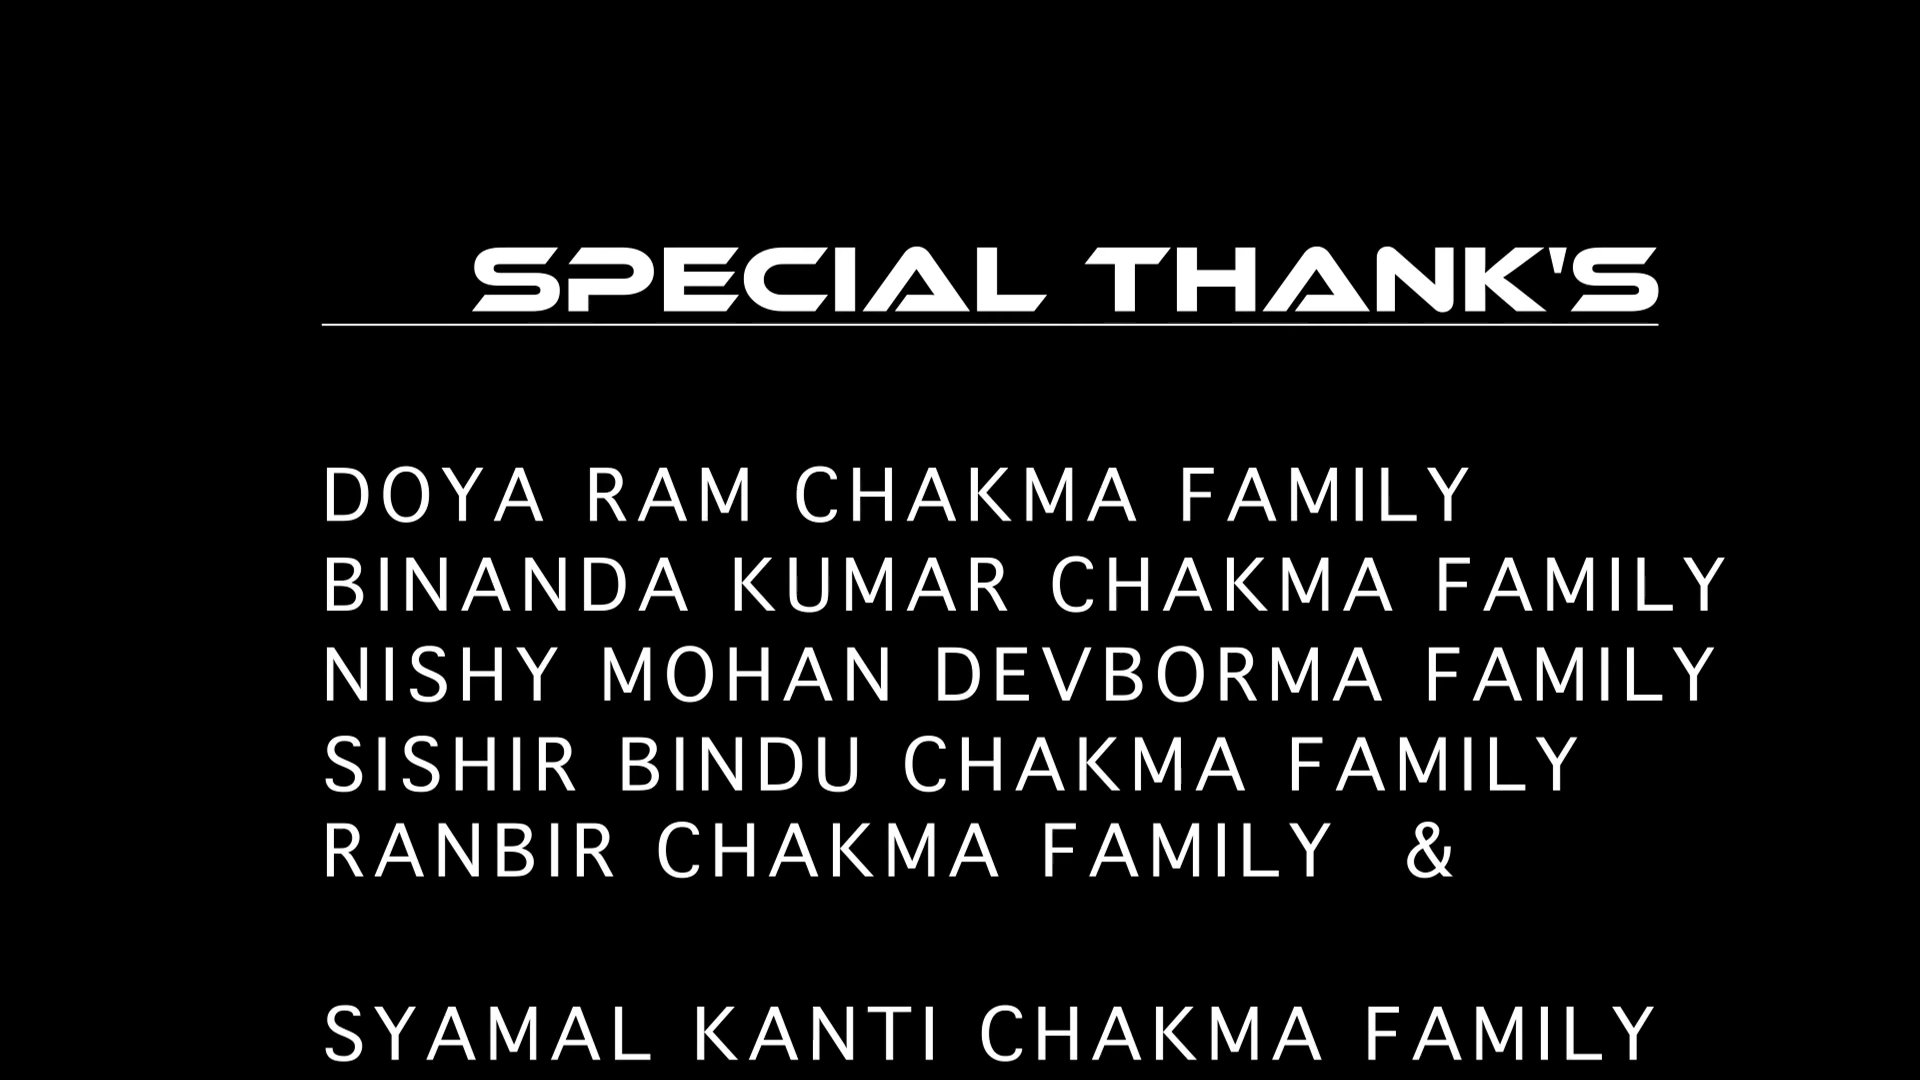 SPECIAL THANK'S
DOYA RAM CHAKMA FAMILY
BINANDA KUMAR CHAKMA FAMILY
NISHY MOHAN DEVBORMA FAMILY
SISHIR BINDU CHAKMA FAMILY
RANBIR CHAKMA FAMILY &
SYAMAL KANTI CHAKMA FAMILY